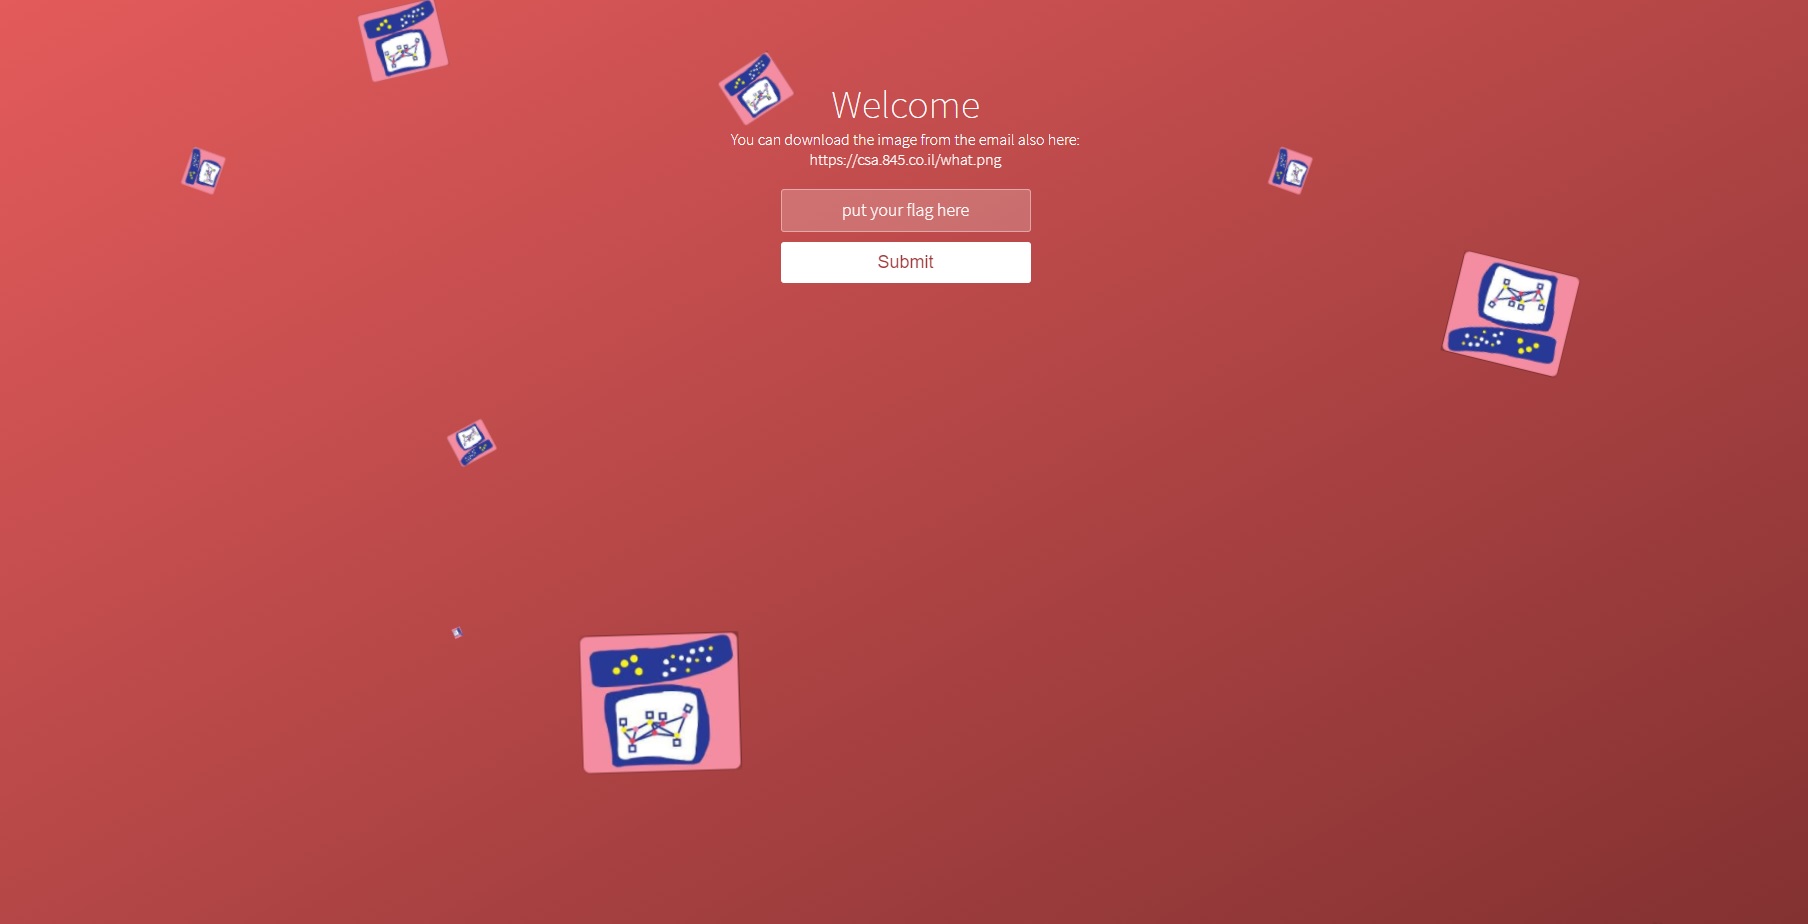 Welcome
You can download the image from the email also here:
https://csa.845.co.il/what.png
put your flag here
Submit